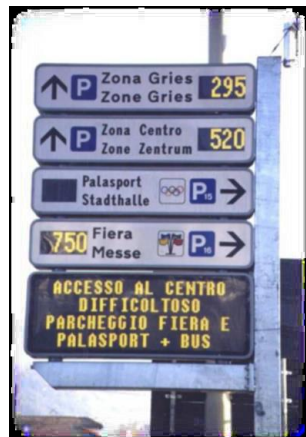 P Zona Gries 295
Zone Gries
P Zona Centro 520
Zone Zentrum
Palasport P15
Stadthalle
750 Fiera P16
Messe
ACCESSO AL CENTRO
DIFFICOLTOSO
PARCHEGGIO FIERA E
PALASPORT + BUS